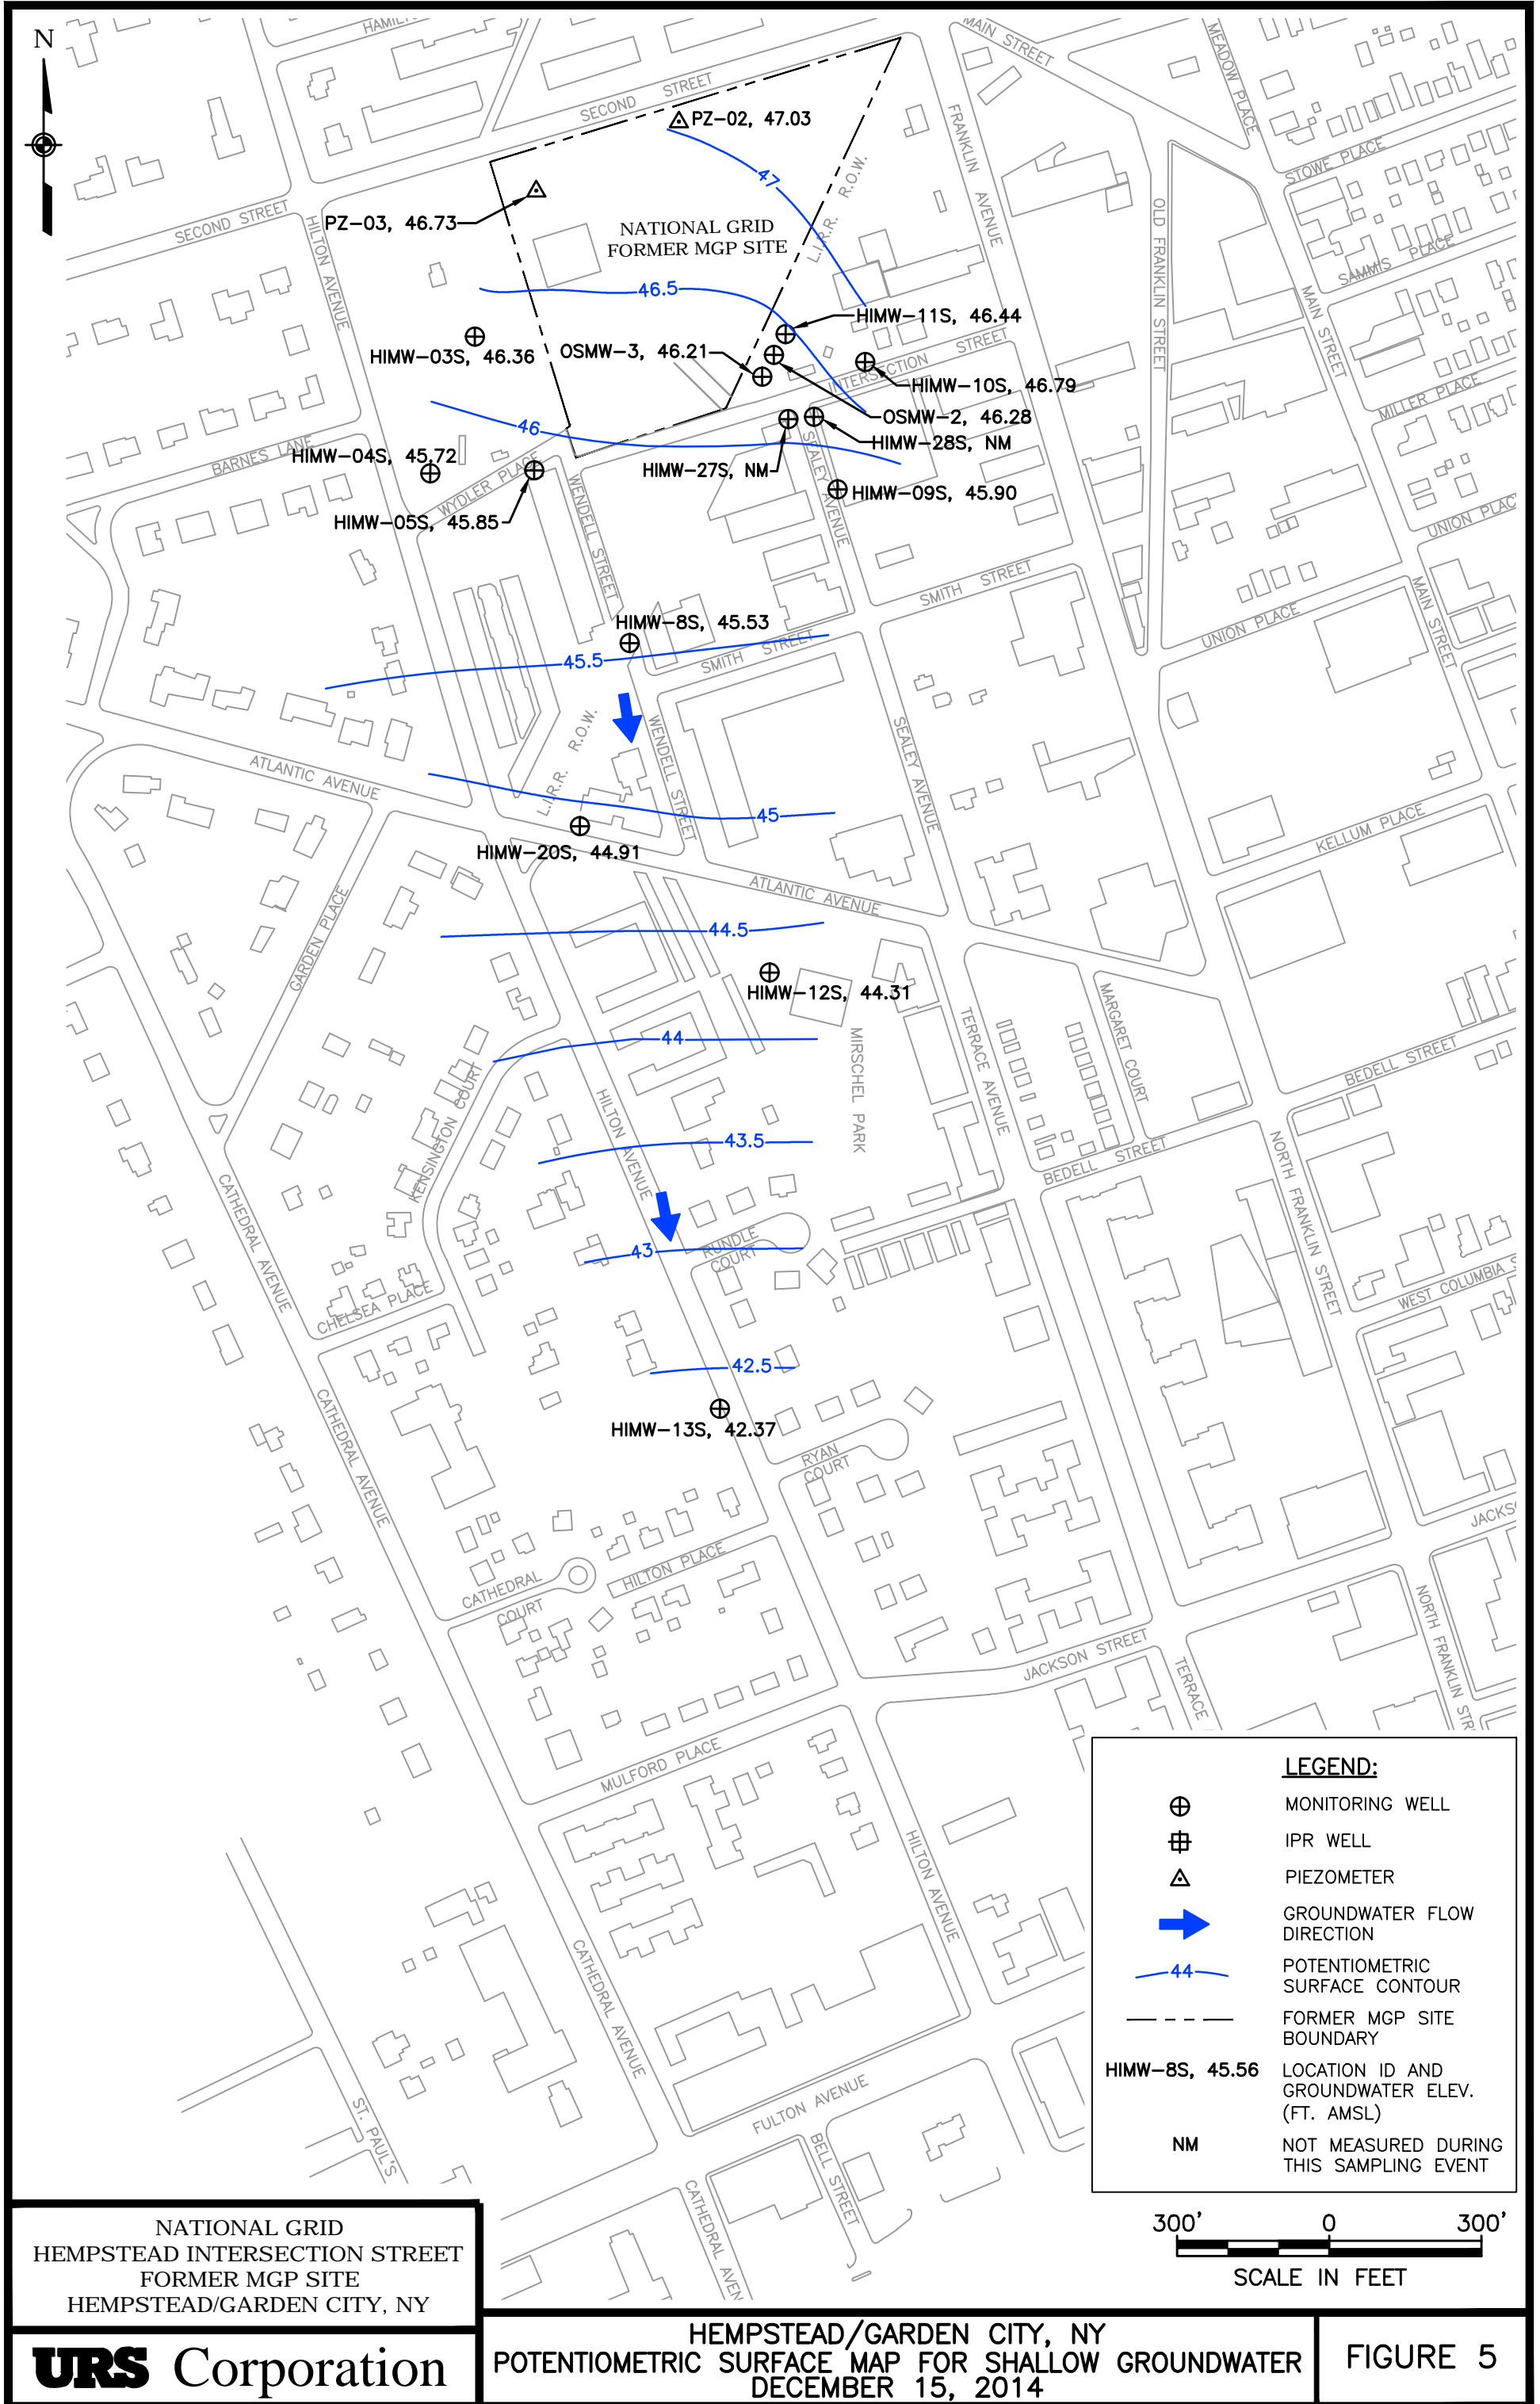 N
HAMIL
MAIN STREET
MEADOW PLACE
SECOND STREET
PZ-02, 47.03
FRANKLIN AVENUE
STOWE PLACE
47
L.I.R.R. R.O.W.
PZ-03, 46.73
SECOND STREET
HILTON AVENUE
NATIONAL GRID
FORMER MGP SITE
OLD FRANKLIN STREET
SAMMIS PLACE
MAIN STREET
46.5
HIMW-11S, 46.44
HIMW-03S, 46.36
OSMW-3, 46.21
INTERSECTION STREET
HIMW-10S, 46.79
MILLER PLACE
OSMW-2, 46.28
46
HIMW-28S, NM
BARNES LANE
HIMW-04S, 45.72
HIMW-27S, NM
WYDLER PLACE
HIMW-05S, 45.85
WENDELL STREET
SEALEY AVENUE
HIMW-09S, 45.90
UNION PLAC
SMITH STREET
MAIN STREET
UNION PLACE
HIMW-8S, 45.53
45.5
SMITH STREET
WENDELL STREET
SEALEY AVENUE
L.I.R.R. R.O.W.
ATLANTIC AVENUE
45
KELLUM PLACE
HIMW-20S, 44.91
ATLANTIC AVENUE
GARDEN PLACE
44.5
HIMW-12S, 44.31
TERRACE AVENUE
MARGARET COURT
MIRSCHEL PARK
44
BEDELL STREET
KENSINGTON COURT
HILTON AVENUE
43.5
BEDELL STREET
NORTH FRANKLIN STREET
CATHEDRAL AVENUE
43
RUNDLE
COURT
WEST COLUMBIA S
CHELSEA PLACE
42.5
CATHEDRAL AVENUE
HIMW-13S, 42.37
RYAN
COURT
JACKS
HILTON PLACE
CATHEDRAL
COURT
NORTH FRANKLIN STR
JACKSON STREET
TERRACE
MULFORD PLACE
HILTON AVENUE
CATHEDRAL AVENUE
FULTON AVENUE
ST. PAUL'S
BELL STREET
CATHEDRAL AVEN
LEGEND:
MONITORING WELL
IPR WELL
PIEZOMETER
GROUNDWATER FLOW
DIRECTION
44
POTENTIOMETRIC
SURFACE CONTOUR
FORMER MGP SITE
BOUNDARY
HIMW-8S, 45.56
LOCATION ID AND
GROUNDWATER ELEV.
(FT. AMSL)
NM
NOT MEASURED DURING
THIS SAMPLING EVENT
300' 0 300'
SCALE IN FEET
NATIONAL GRID
HEMPSTEAD INTERSECTION STREET
FORMER MGP SITE
HEMPSTEAD/GARDEN CITY, NY
URS Corporation
HEMPSTEAD/GARDEN CITY, NY
POTENTIOMETRIC SURFACE MAP FOR SHALLOW GROUNDWATER
DECEMBER 15, 2014
FIGURE 5